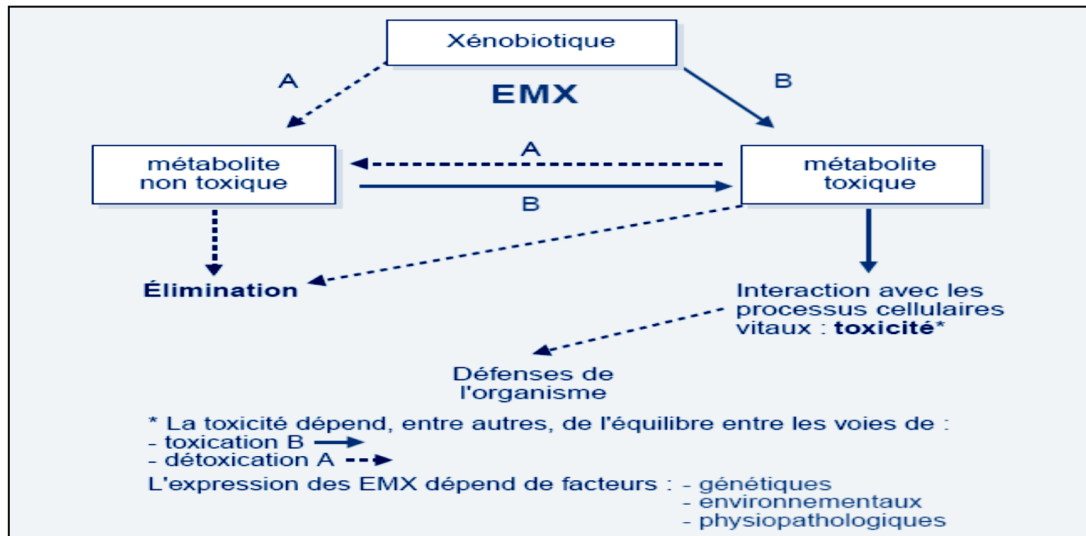 Xénobiotique
A
EMX
B
métabolite
non toxique
A
B
métabolite
toxique
Élimination
Interaction avec les
processus cellulaires
vitaux : toxicité*
Défenses de
l'organisme
* La toxicité dépend, entre autres, de l'équilibre entre les voies de :
- toxication B
- détoxication A
L'expression des EMX dépend de facteurs : - génétiques
- environnementaux
- physiopathologiques